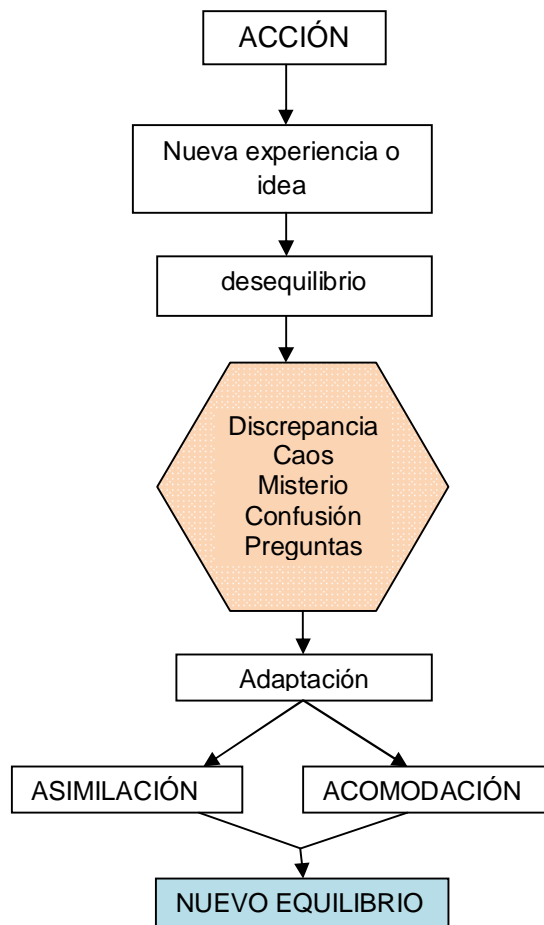 ACCIÓN
Nueva experiencia o
idea
desequilibrio
Discrepancia
Caos
Misterio
Confusión
Preguntas
Adaptación
ASIMILACIÓN
ACOMODACIÓN
NUEVO EQUILIBRIO